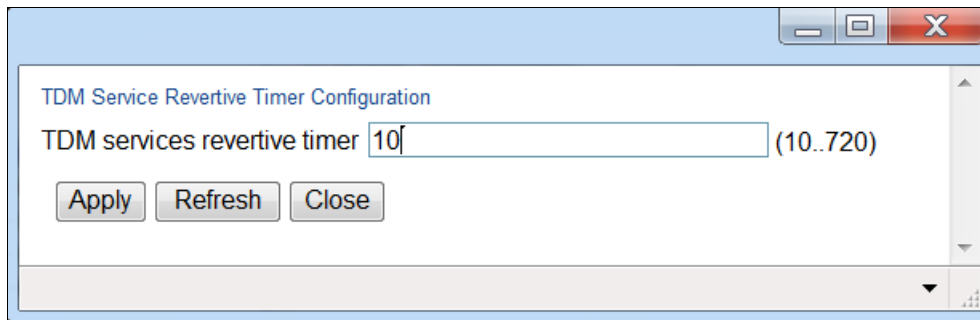 TDM Service Revertive Timer Configuration
TDM services revertive timer 10 (10..720)
Apply Refresh Close